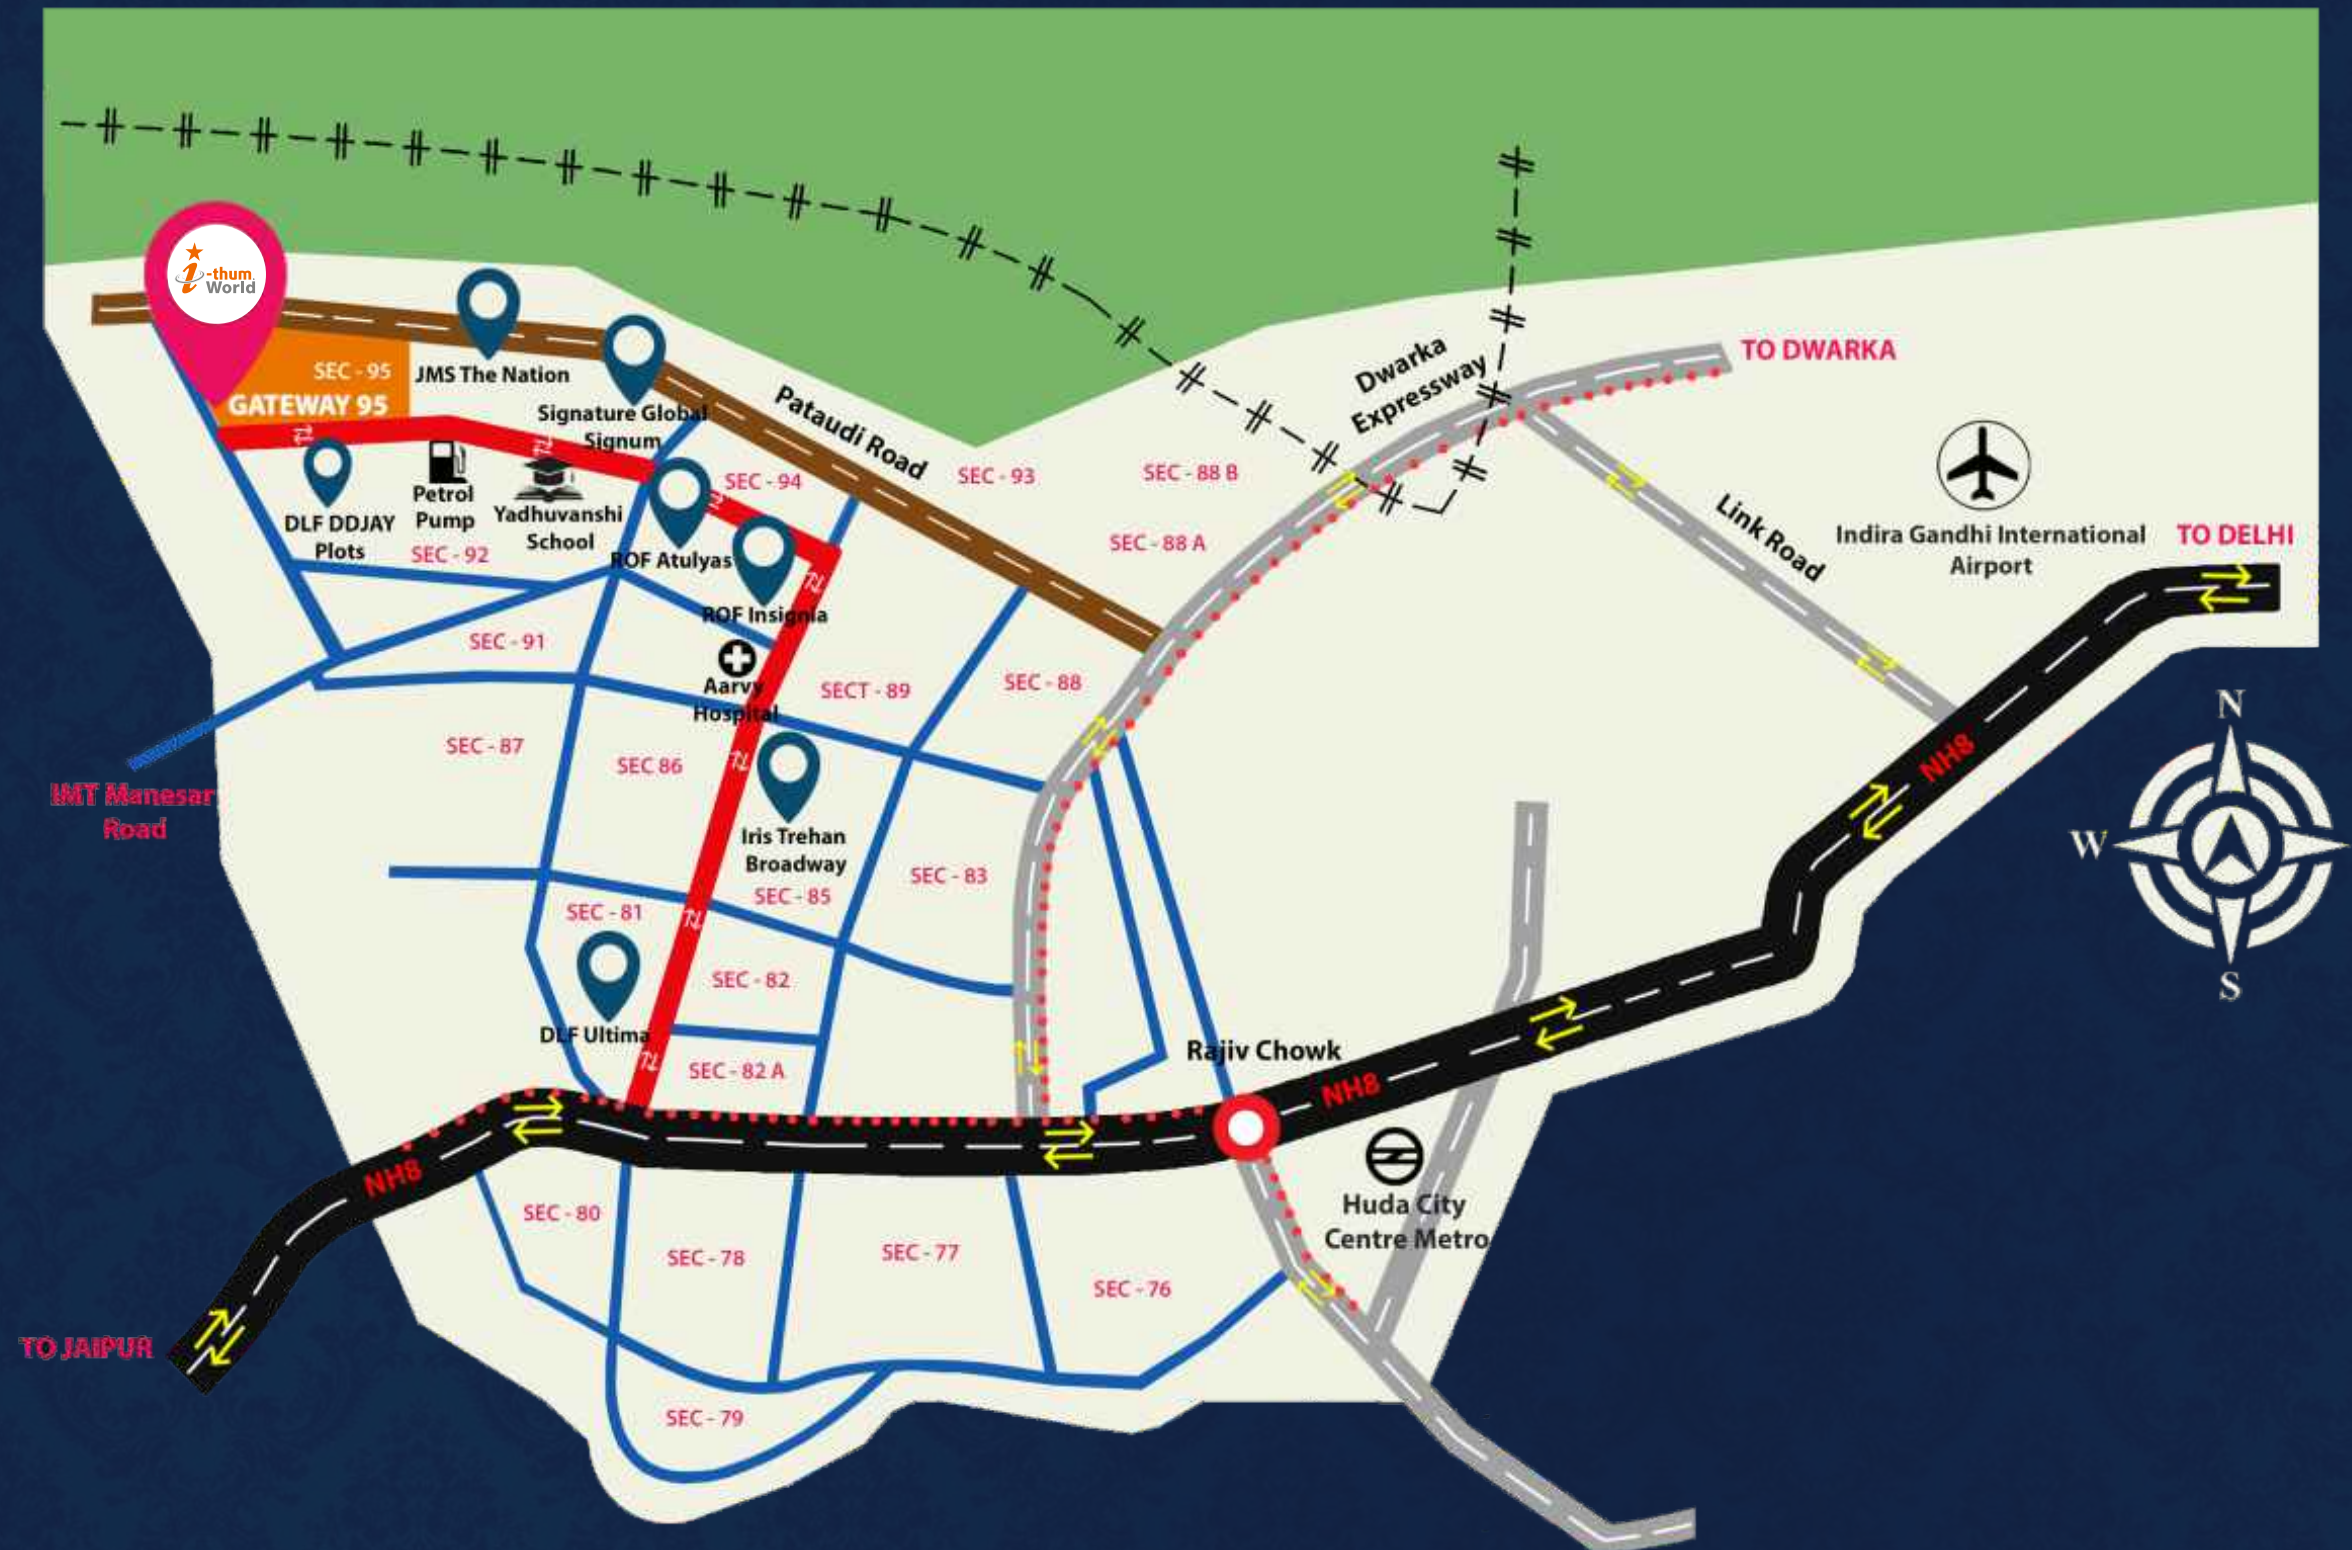 -thum
World
SEC - 95
GATEWAY 95
JMS The Nation
Signature Global
Signum
Pataudi Road
Dwarka
Expressway
TO DWARKA
Link Road
Indira Gandhi International
Airport
TO DELHI
SEC - 94
SEC - 93
SEC - 88 B
SEC - 88 A
DLF DDJAY
Plots
Petrol
Pump
Yadhuvanshi
School
SEC - 92
ROF Atulyas
ROF Insignia
SEC - 91
Aarvy
Hospital
SECT - 89
SEC - 88
SEC - 87
SEC 86
IMT Manesar
Road
Iris Trehan
Broadway
SEC - 85
SEC - 83
SEC - 81
SEC - 82
DLF Ultima
SEC - 82 A
Rajiv Chowk
NH8
NH8
NH8
N
W
S
Huda City
Centre Metro
SEC - 80
SEC - 78
SEC - 77
SEC - 76
SEC - 79
TO JAIPUR